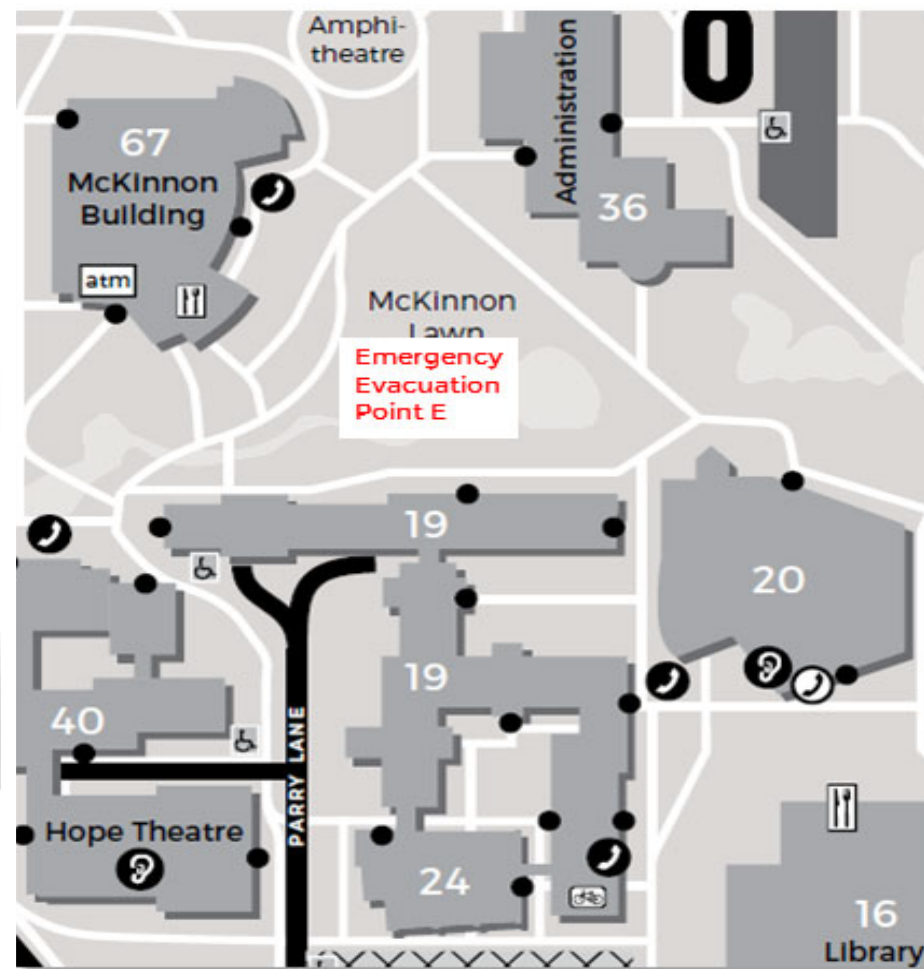 Amphi-
theatre
Administration
67
McKinnon
Building
36
atm
McKinnon
Lawn
Emergency
Evacuation
Point E
19
20
19
40
PARRY LANE
Hope Theatre
24
16
Library